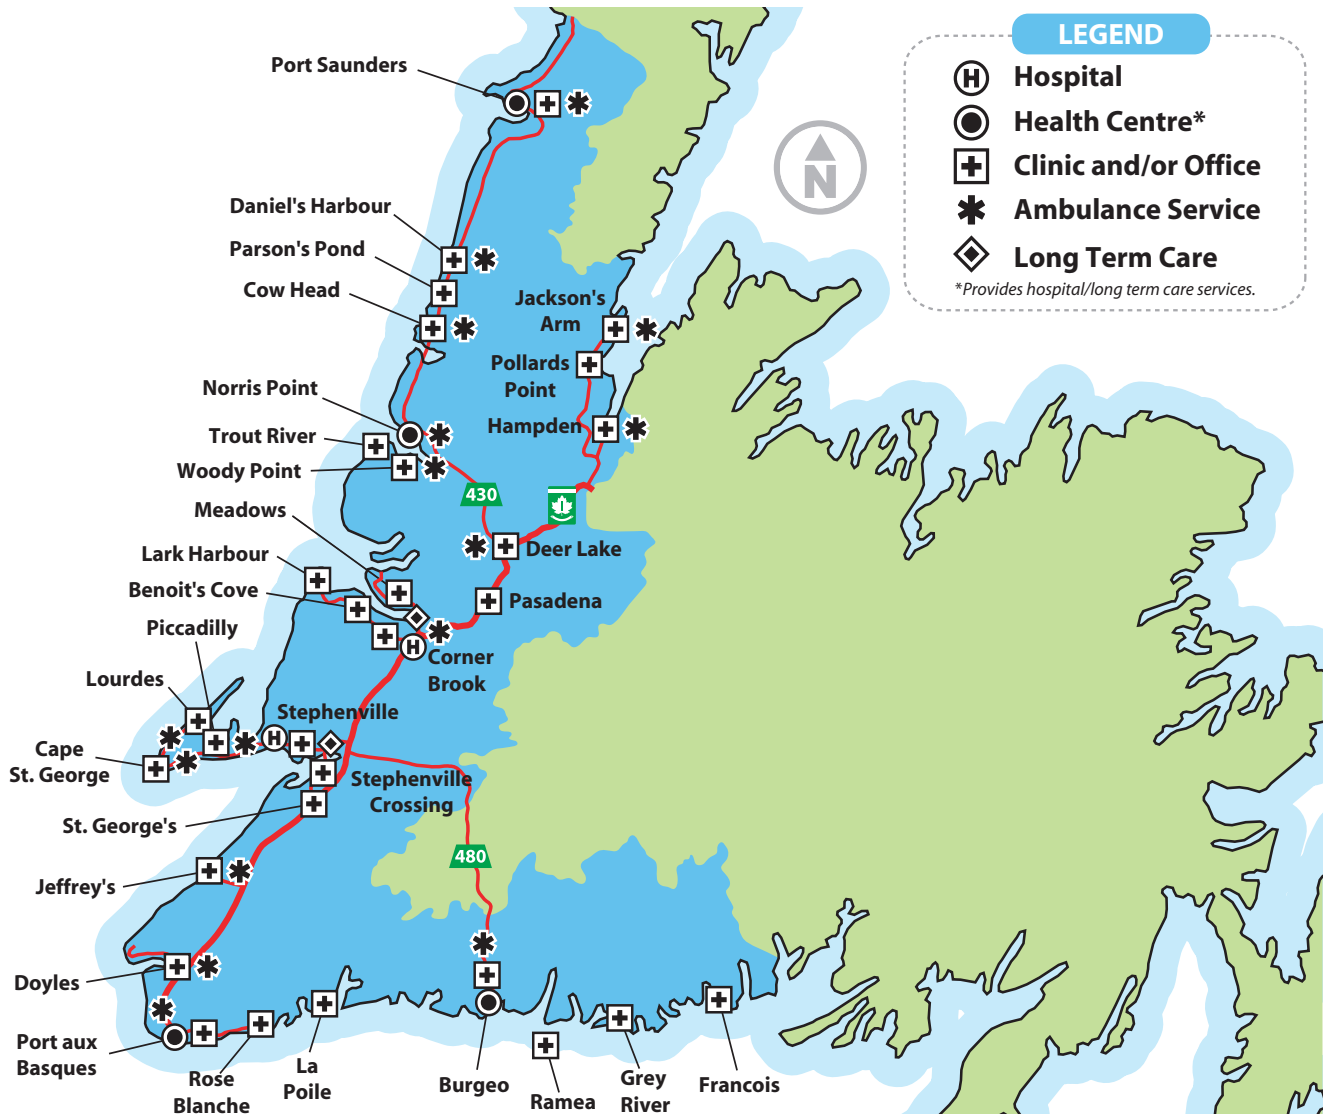 LEGEND
H Hospital
Health Centre*
Clinic and/or Office
Ambulance Service
Long Term Care
*Provides hospital/long term care services.
N
Port Saunders
Daniel's Harbour
Parson's Pond
Cow Head
Jackson's
Arm
Pollards
Point
Norris Point
Hampden
Trout River
Woody Point
430
1
Meadows
Deer Lake
Lark Harbour
Benoit's Cove
Pasadena
Piccadilly
H
Corner
Brook
Lourdes
Stephenville
H
Cape
St. George
Stephenville
Crossing
St. George's
480
Jeffrey's
Doyles
Port aux
Basques
Rose
Blanche
La
Poile
Burgeo
Ramea
Grey
River
Francois